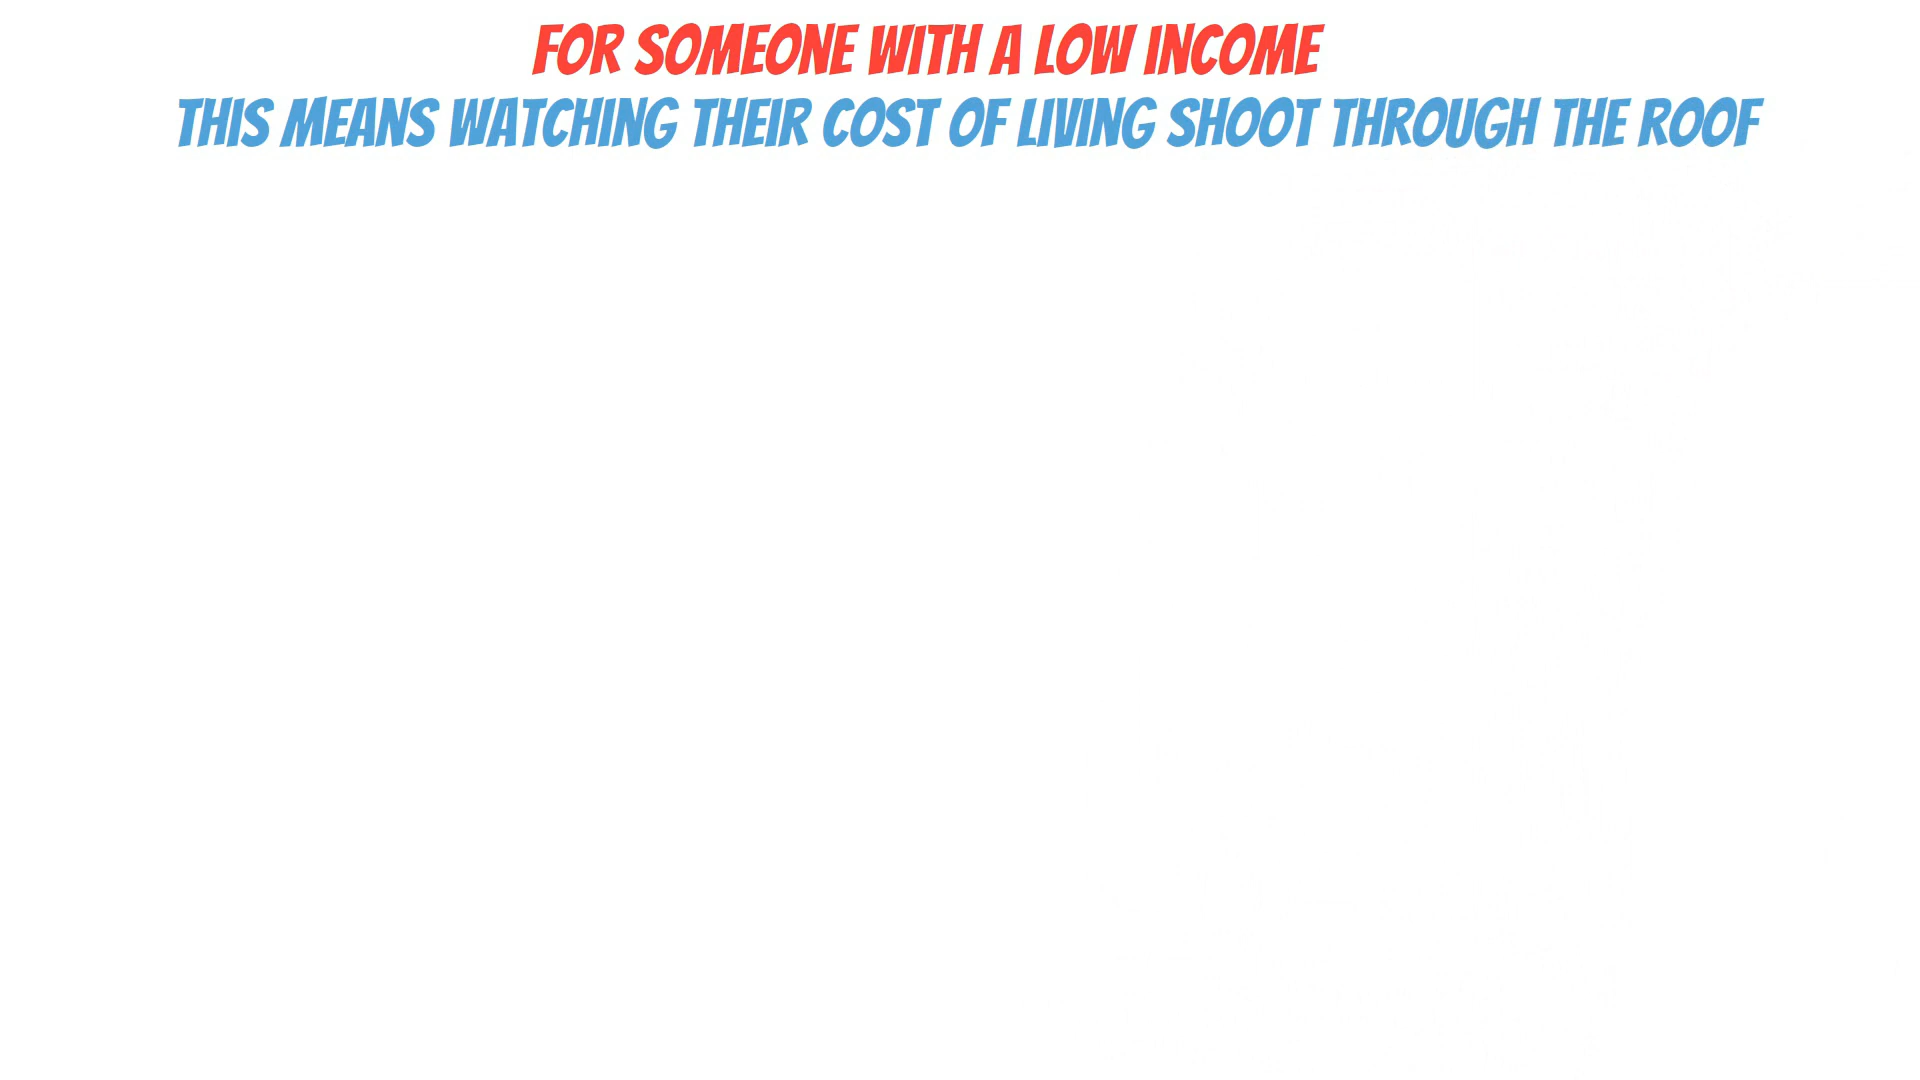 FOR SOMEONE WITH A LOW INCOME
THIS MEANS WATCHING THEIR COST OF LIVING SHOOT THROUGH THE ROOF